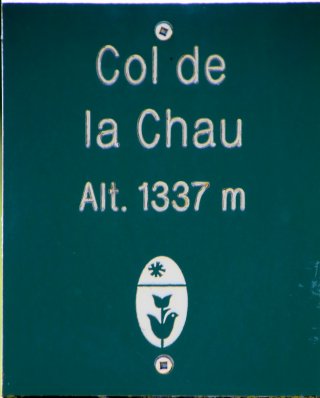 Col de
la Chau
Alt. 1337 m